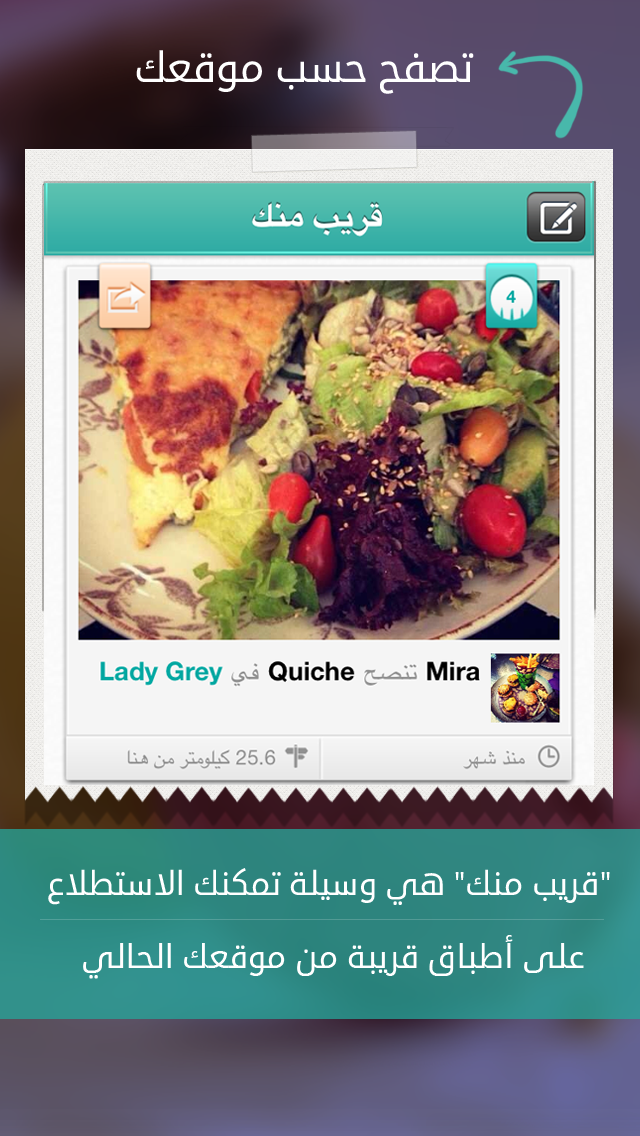 تصفح حسب موقعك
قريب منك
4
Mira تنصح Quiche في Lady Grey
منذ شهر
25.6 كيلومتر من هنا
"قريب منك" هي وسيلة تمكنك الاستطلاع
على أطباق قريبة من موقعك الحالي